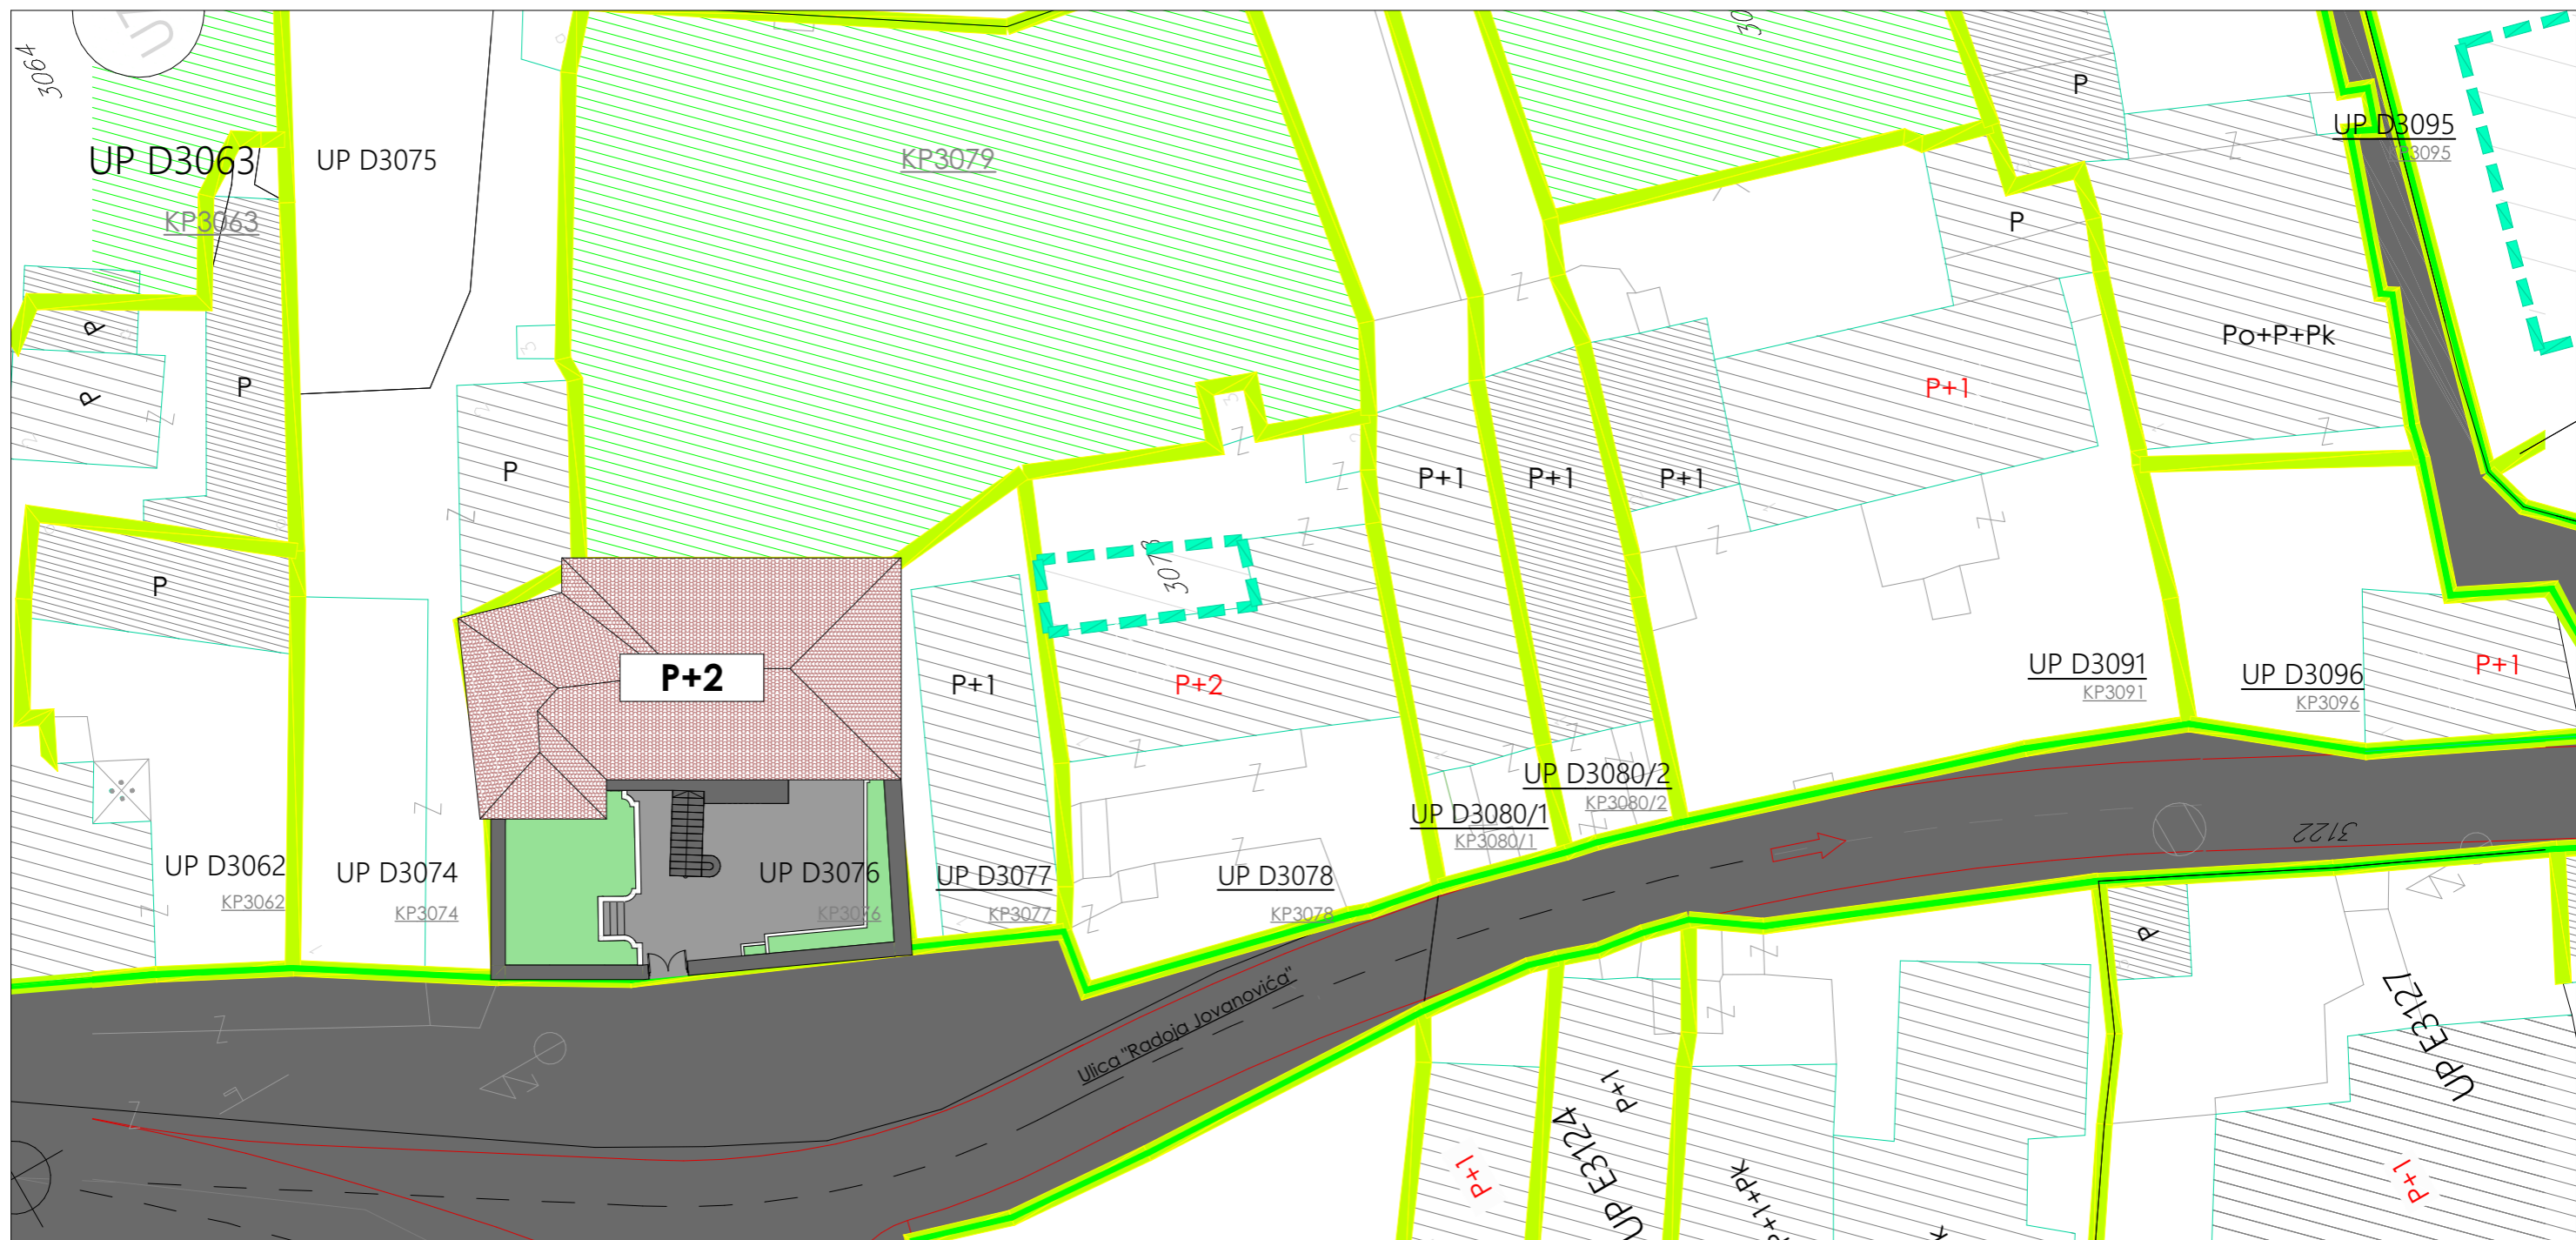 3064
UP D3063
KP3063
UP D3075
KP3079
P
UP D3095
KP3095
P
P
P
P
Po+P+Pk
P+1
P
P+1
P+1
P+1
P
3078
P+2
P+1
P+2
UP D3091
KP3091
UP D3096
KP3096
P+1
UP D3080/2
KP3080/2
UP D3080/1
KP3080/1
3122
UP D3062
KP3062
UP D3074
KP3074
UP D3076
KP3076
UP D3077
KP3077
UP D3078
KP3078
P
Ulica "Radoja Jovanovića"
UP E3127
P+1
UP E3124
P+1
P+1+Pk
P+1